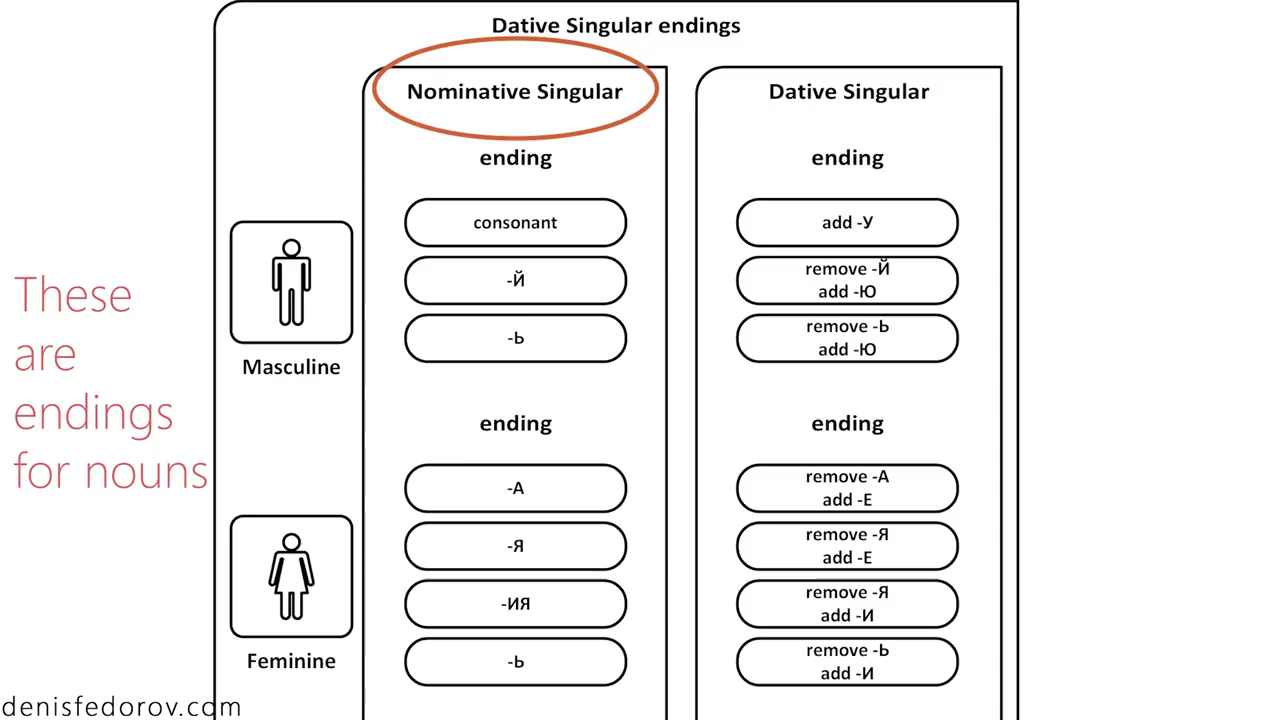 Dative Singular endings
Nominative Singular
Dative Singular
ending
ending
consonant
add -У
-Й
remove -Й
add -Ю
-Ь
remove -Ь
add -Ю
Masculine
These
are
endings
for nouns
ending
ending
-А
remove -А
add -Е
-Я
remove -Я
add -Е
-ИЯ
remove -Я
add -И
-Ь
remove -Ь
add -И
Feminine
denisfedorov.com